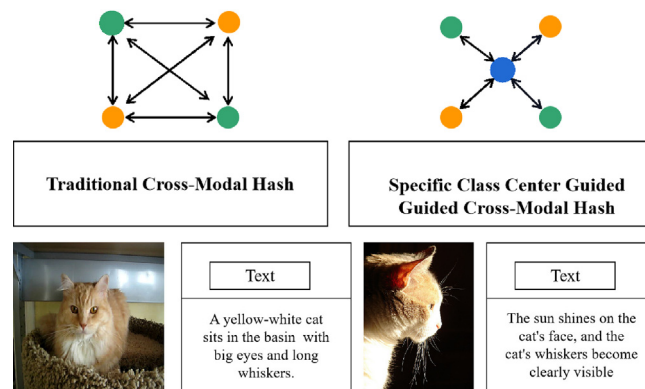 Traditional Cross-Modal Hash
Specific Class Center Guided
Guided Cross-Modal Hash
Text
A yellow-white cat
sits in the basin with
big eyes and long
whiskers.
Text
The sun shines on the
cat's face, and the
cat's whiskers become
clearly visible